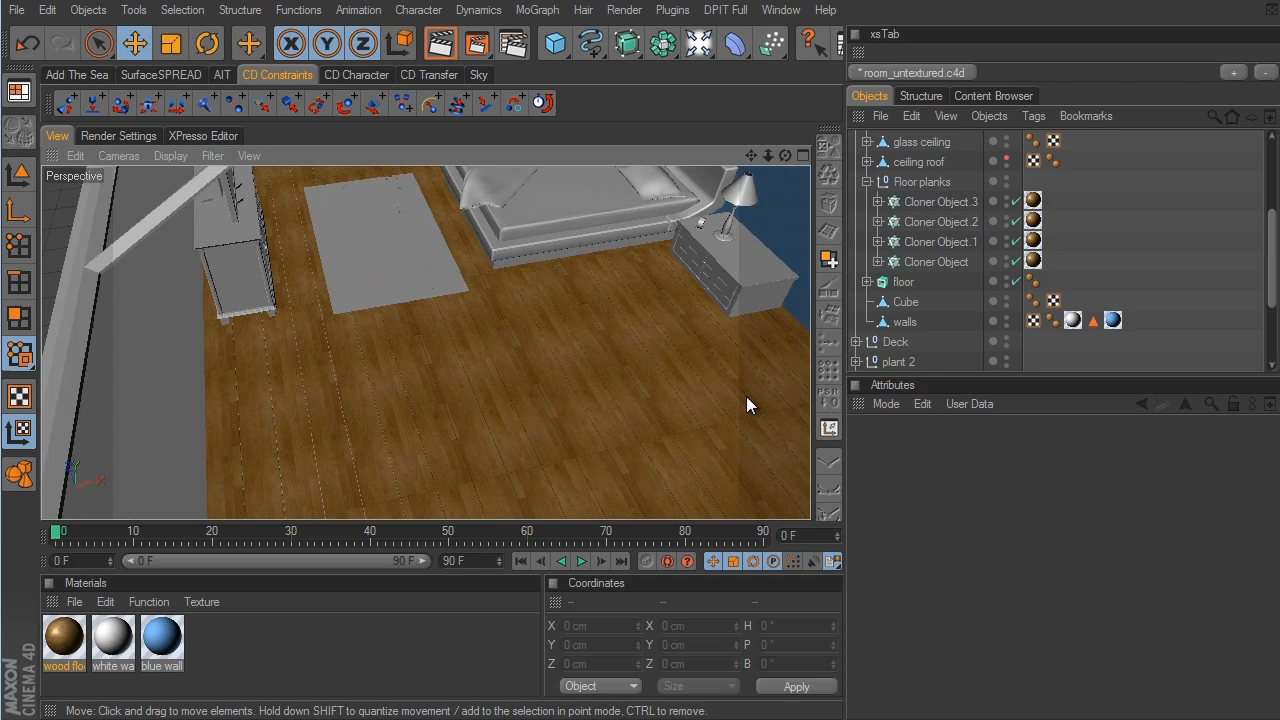 File Edit Objects Tools Selection Structure Functions Animation Character Dynamics MoGraph Hair Render Plugins DPIT Full Window Help
xsTab
* room_untextured.c4d
+ -
Add The Sea SurfaceSPREAD AIT CD Constraints CD Character CD Transfer Sky
Objects Structure Content Browser
File Edit View Objects Tags Bookmarks
View Render Settings XPresso Editor
Edit Cameras Display Filter View
Perspective
glass ceiling
ceiling roof
Floor planks
Cloner Object.3
Cloner Object.2
Cloner Object.1
Cloner Object
floor
Cube
walls
Deck
plant 2
Attributes
Mode Edit User Data
PSR
0 10 20 30 40 50 60 70 80 90 0 F
0 F 0 F 90 F 90 F
Materials
File Edit Function Texture
wood floo white wa blue wall
Coordinates
-- -- --
X 0 cm X 0 cm H 0 °
Y 0 cm Y 0 cm P 0 °
Z 0 cm Z 0 cm B 0 °
Object Size Apply
MAXON
CINEMA 4D
Move: Click and drag to move elements. Hold down SHIFT to quantize movement / add to the selection in point mode, CTRL to remove.